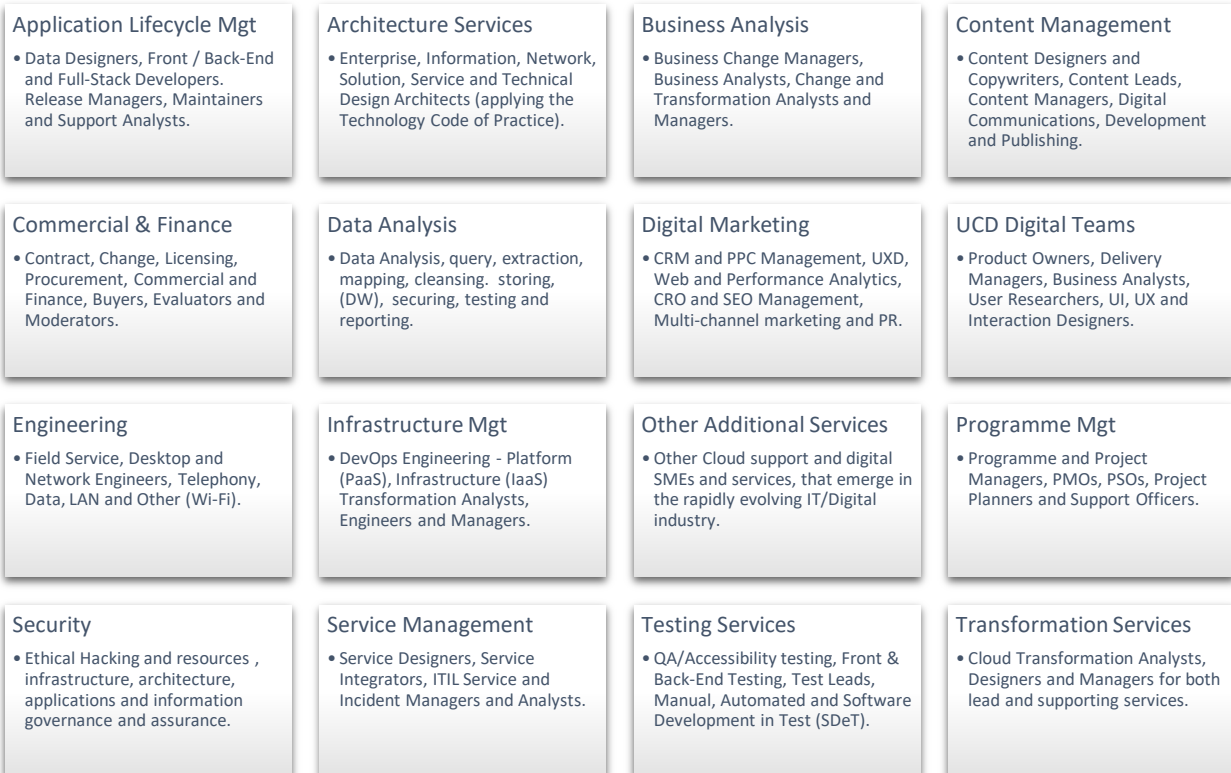 Application Lifecycle Mgt
• Data Designers, Front / Back-End
and Full-Stack Developers.
Release Managers, Maintainers
and Support Analysts.
Architecture Services
• Enterprise, Information, Network,
Solution, Service and Technical
Design Architects (applying the
Technology Code of Practice).
Business Analysis
• Business Change Managers,
Business Analysts, Change and
Transformation Analysts and
Managers.
Content Management
• Content Designers and
Copywriters, Content Leads,
Content Managers, Digital
Communications, Development
and Publishing.
Commercial & Finance
• Contract, Change, Licensing,
Procurement, Commercial and
Finance, Buyers, Evaluators and
Moderators.
Data Analysis
• Data Analysis, query, extraction,
mapping, cleansing. storing,
(DW), securing, testing and
reporting.
Digital Marketing
• CRM and PPC Management, UXD,
Web and Performance Analytics,
CRO and SEO Management,
Multi-channel marketing and PR.
UCD Digital Teams
• Product Owners, Delivery
Managers, Business Analysts,
User Researchers, UI, UX and
Interaction Designers.
Engineering
• Field Service, Desktop and
Network Engineers, Telephony,
Data, LAN and Other (Wi-Fi).
Infrastructure Mgt
• DevOps Engineering - Platform
(PaaS), Infrastructure (IaaS)
Transformation Analysts,
Engineers and Managers.
Other Additional Services
• Other Cloud support and digital
SMEs and services, that emerge in
the rapidly evolving IT/Digital
industry.
Programme Mgt
• Programme and Project
Managers, PMOs, PSOs, Project
Planners and Support Officers.
Security
• Ethical Hacking and resources ,
infrastructure, architecture,
applications and information
governance and assurance.
Service Management
• Service Designers, Service
Integrators, ITIL Service and
Incident Managers and Analysts.
Testing Services
• QA/Accessibility testing, Front &
Back-End Testing, Test Leads,
Manual, Automated and Software
Development in Test (SDeT).
Transformation Services
• Cloud Transformation Analysts,
Designers and Managers for both
lead and supporting services.